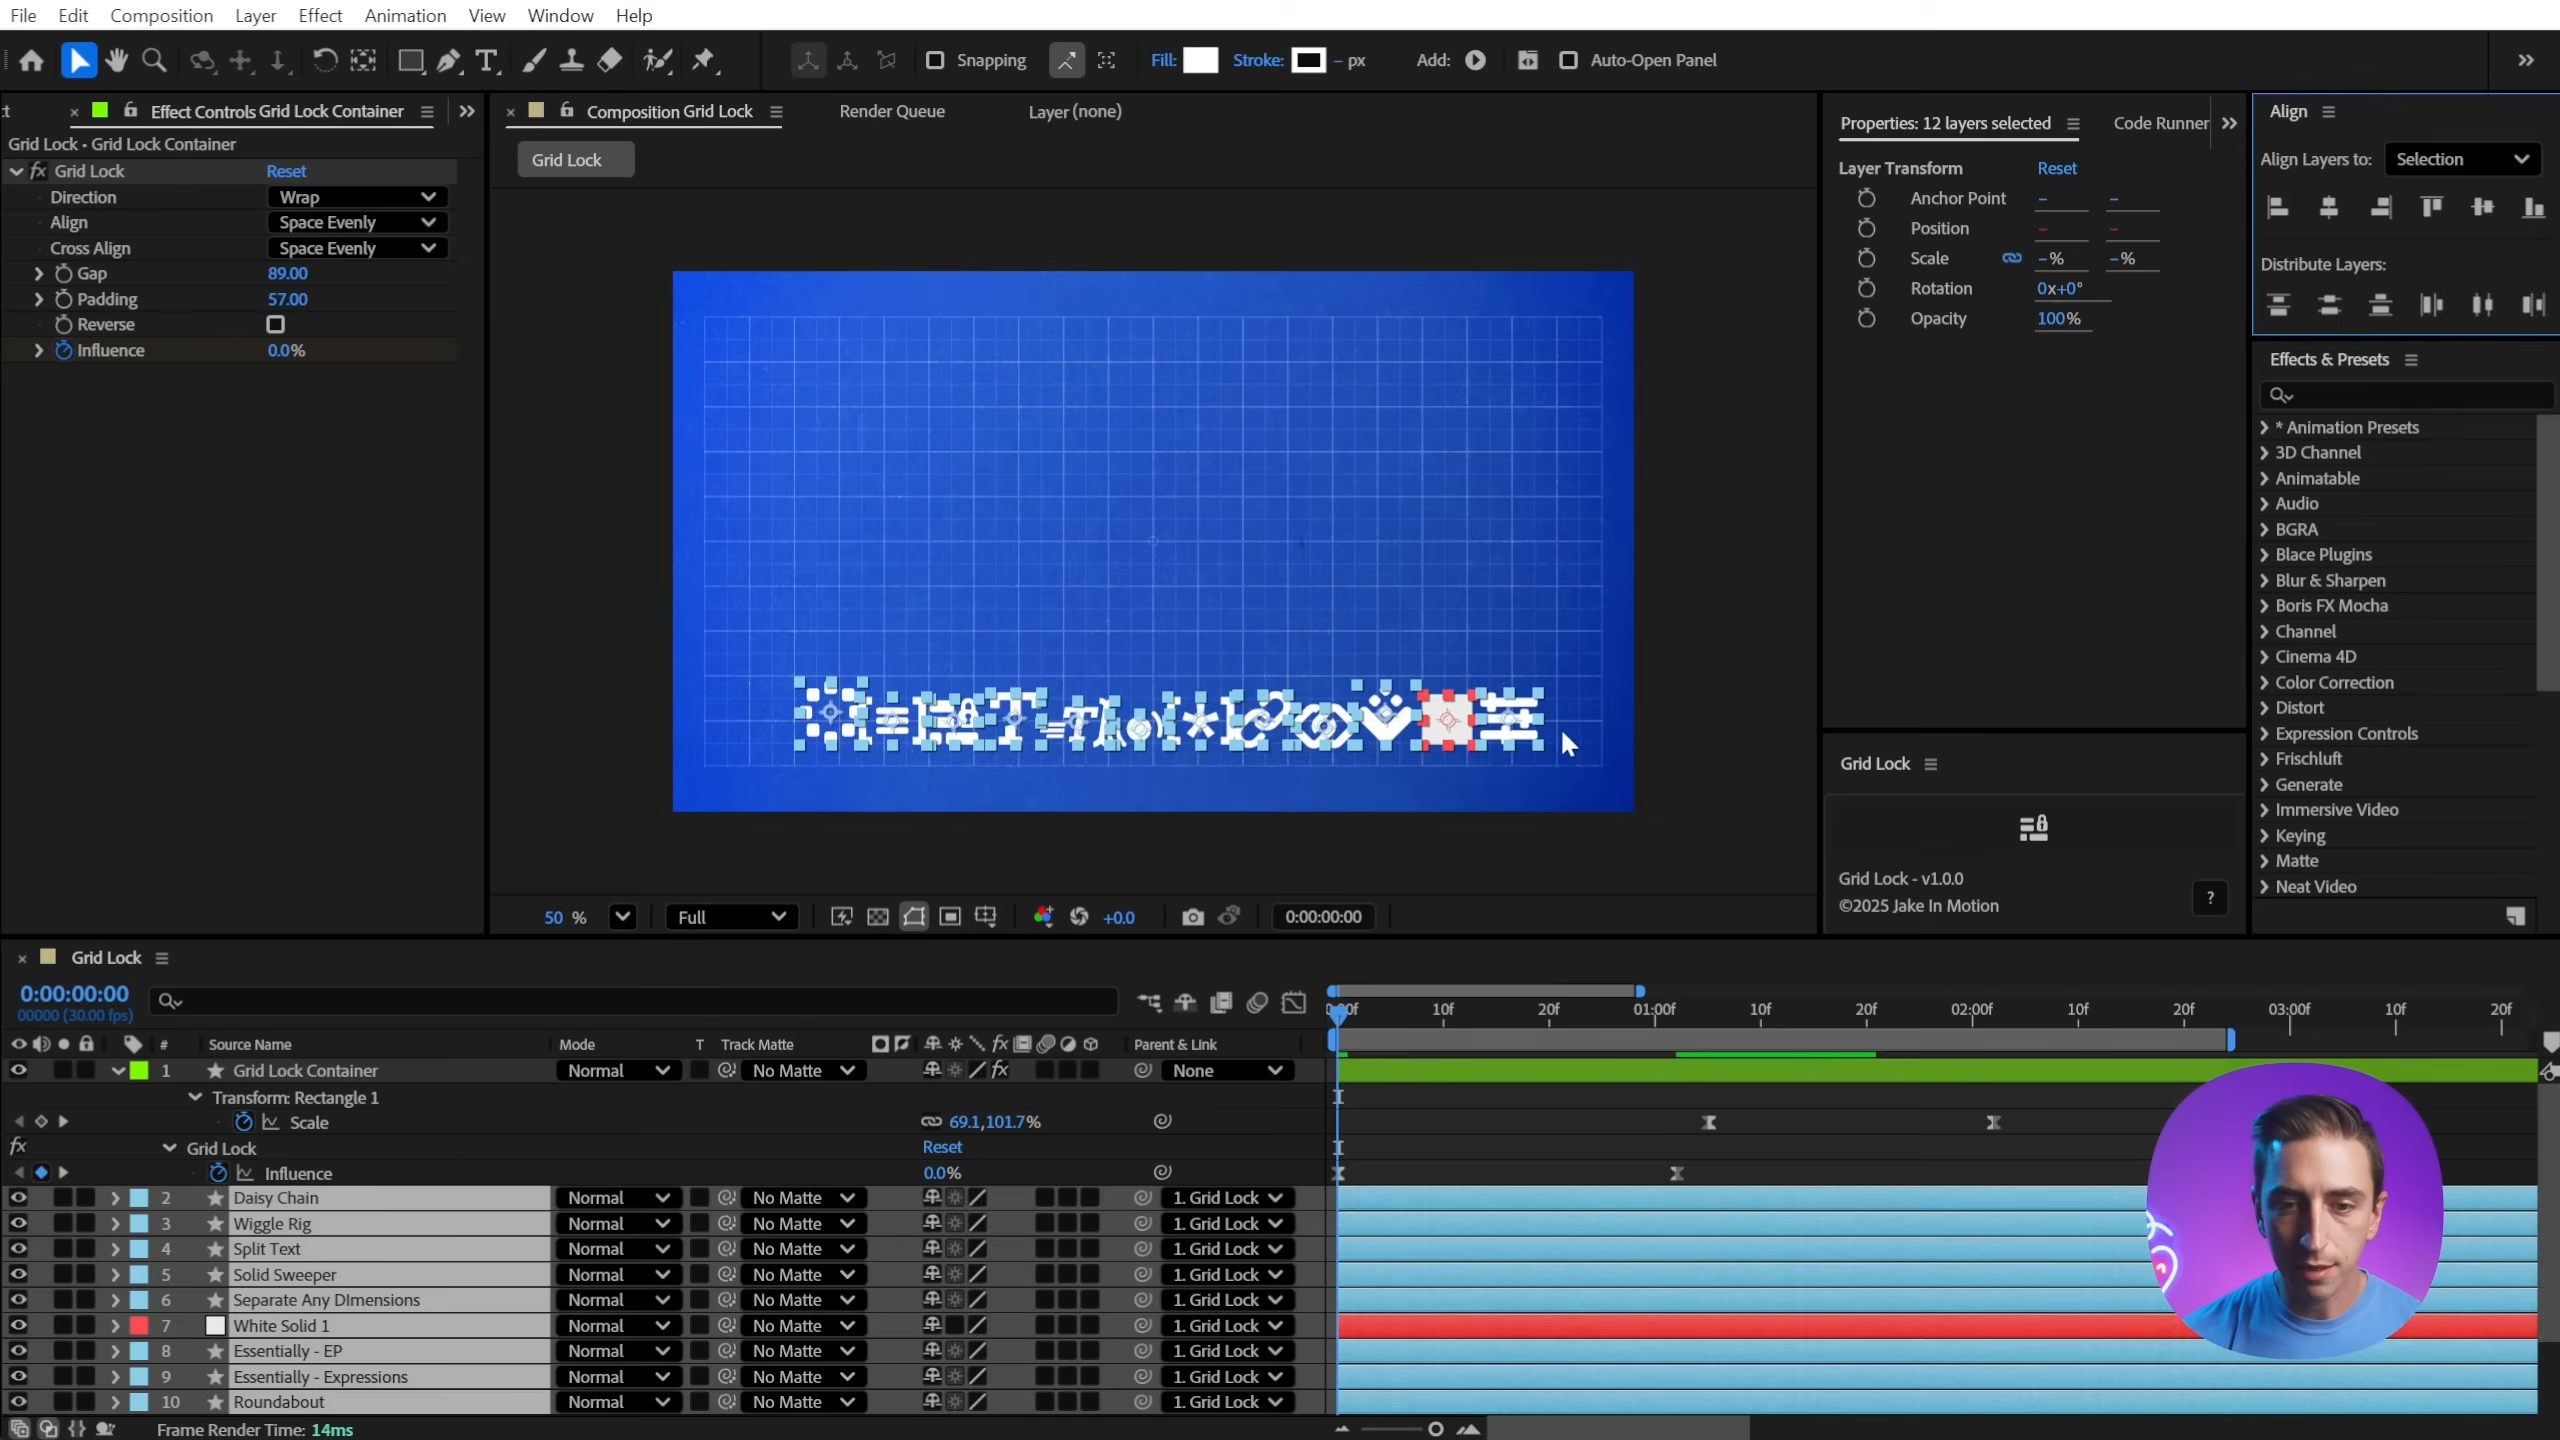 File Edit Composition Layer Effect Animation View Window Help
Snapping Fill: Stroke: – px Add: Auto-Open Panel
Effect Controls Grid Lock Container
Grid Lock • Grid Lock Container
fx Grid Lock Reset
Direction Wrap
Align Space Evenly
Cross Align Space Evenly
Gap 89.00
Padding 57.00
Reverse
Influence 0.0%
Composition Grid Lock Render Queue Layer (none)
Grid Lock
50 % Full +0.0 0:00:00:00
Properties: 12 layers selected Code Runner
Layer Transform Reset
Anchor Point – –
Position – –
Scale –% –%
Rotation 0x+0°
Opacity 100%
Grid Lock
Grid Lock - v1.0.0
©2025 Jake In Motion
?
Align
Align Layers to: Selection
Distribute Layers:
Effects & Presets
* Animation Presets
3D Channel
Animatable
Audio
BGRA
Blace Plugins
Blur & Sharpen
Boris FX Mocha
Channel
Cinema 4D
Color Correction
Distort
Expression Controls
Frischluft
Generate
Immersive Video
Keying
Matte
Neat Video
Grid Lock
0:00:00:00
00000 (30.00 fps)
10f 20f 01:00f 10f 20f 02:00f 10f 20f 03:00f 10f 20f
# Source Name Mode T Track Matte fx Parent & Link
1 Grid Lock Container Normal No Matte fx None
Transform: Rectangle 1
Scale 69.1,101.7%
fx Grid Lock Reset
Influence 0.0%
2 Daisy Chain Normal No Matte 1. Grid Lock
3 Wiggle Rig Normal No Matte 1. Grid Lock
4 Split Text Normal No Matte 1. Grid Lock
5 Solid Sweeper Normal No Matte 1. Grid Lock
6 Separate Any DImensions Normal No Matte 1. Grid Lock
7 White Solid 1 Normal No Matte 1. Grid Lock
8 Essentially - EP Normal No Matte 1. Grid Lock
9 Essentially - Expressions Normal No Matte 1. Grid Lock
10 Roundabout Normal No Matte 1. Grid Lock
Frame Render Time: 14ms